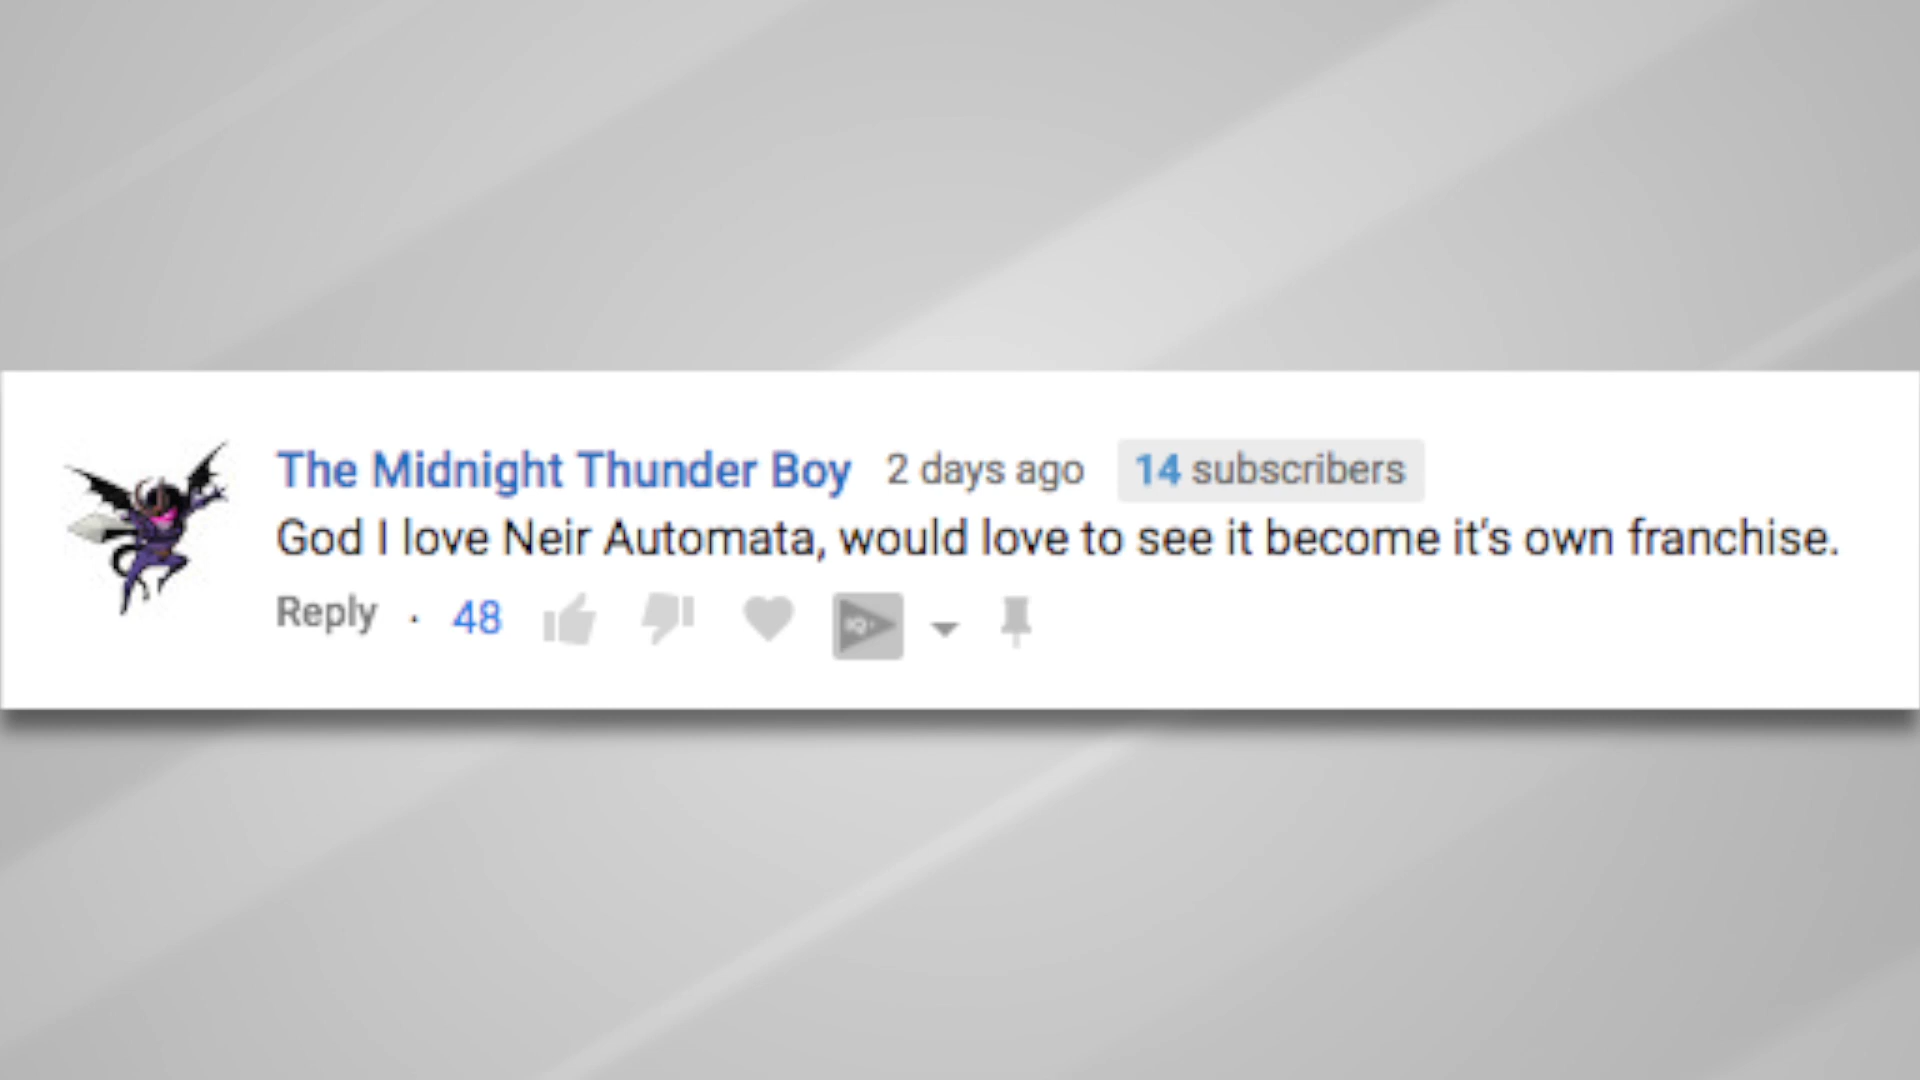 The Midnight Thunder Boy 2 days ago 14 subscribers
God I love Neir Automata, would love to see it become it's own franchise.
Reply · 48